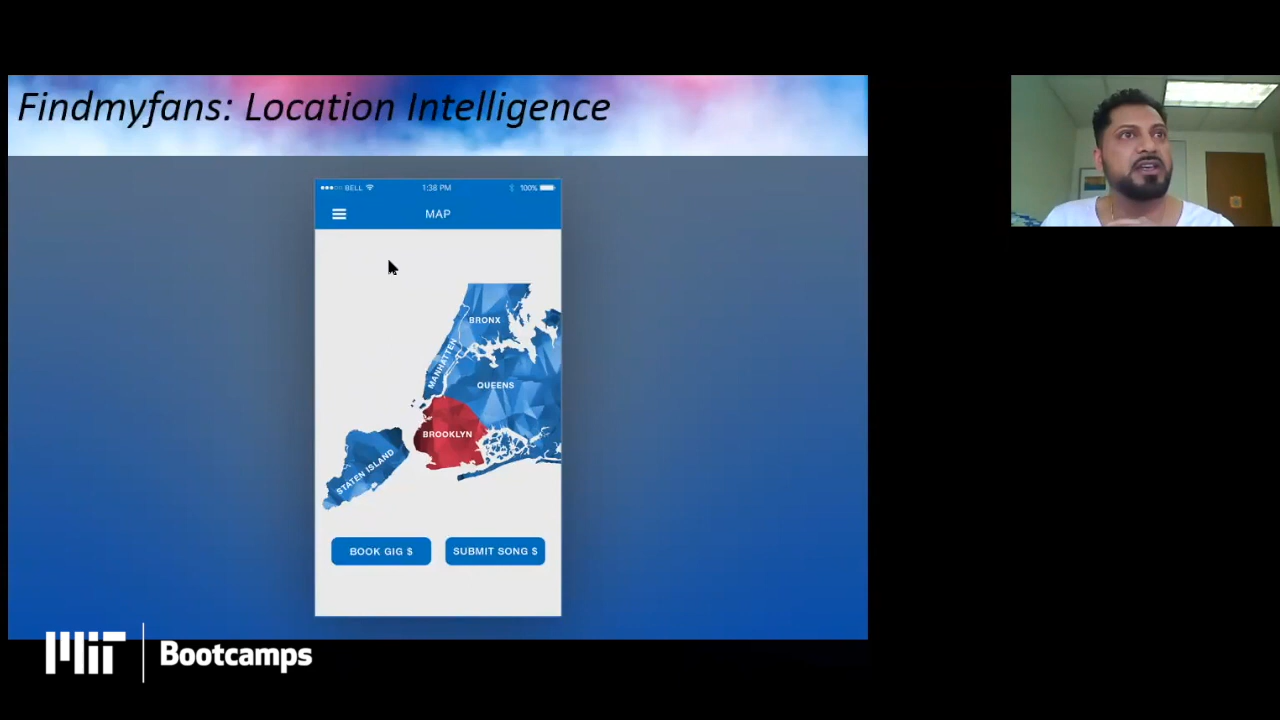 Findmyfans: Location Intelligence
BELL 1:38 PM 100%
MAP
BRONX
MANHATTEN
QUEENS
BROOKLYN
STATEN ISLAND
BOOK GIG $ SUBMIT SONG $
MiT Bootcamps